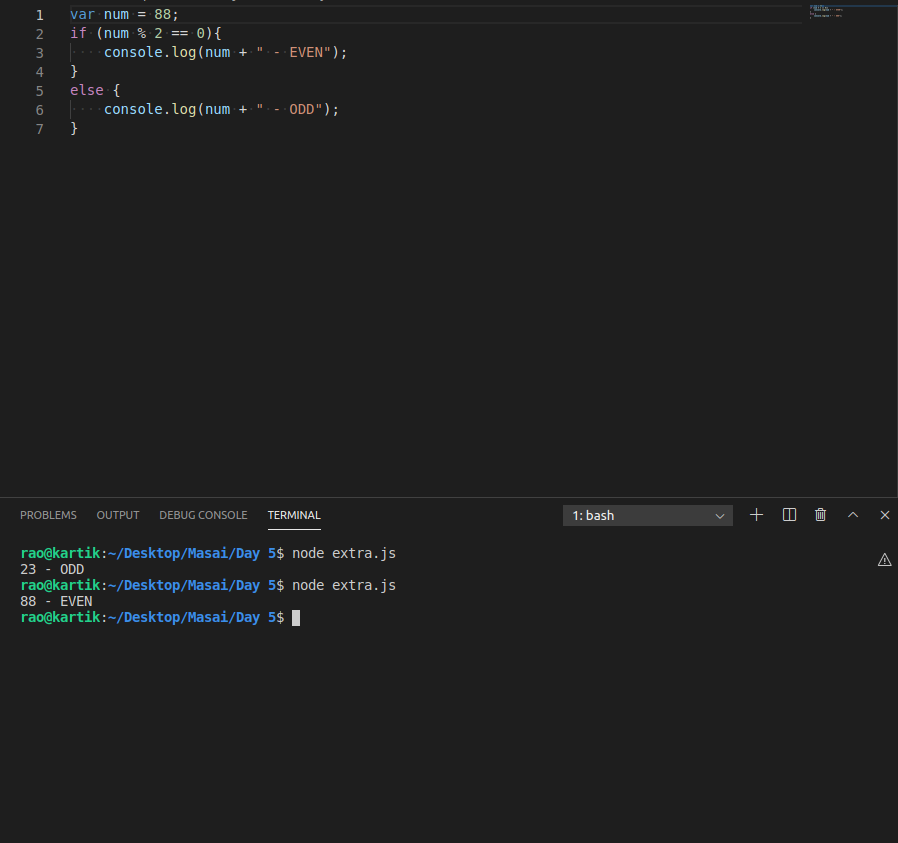 1 var num = 88;
2 if (num % 2 == 0){
3     console.log(num + " - EVEN");
4 }
5 else {
6     console.log(num + " - ODD");
7 }
PROBLEMS OUTPUT DEBUG CONSOLE TERMINAL 1: bash
rao@kartik:~/Desktop/Masai/Day 5$ node extra.js
23 - ODD
rao@kartik:~/Desktop/Masai/Day 5$ node extra.js
88 - EVEN
rao@kartik:~/Desktop/Masai/Day 5$